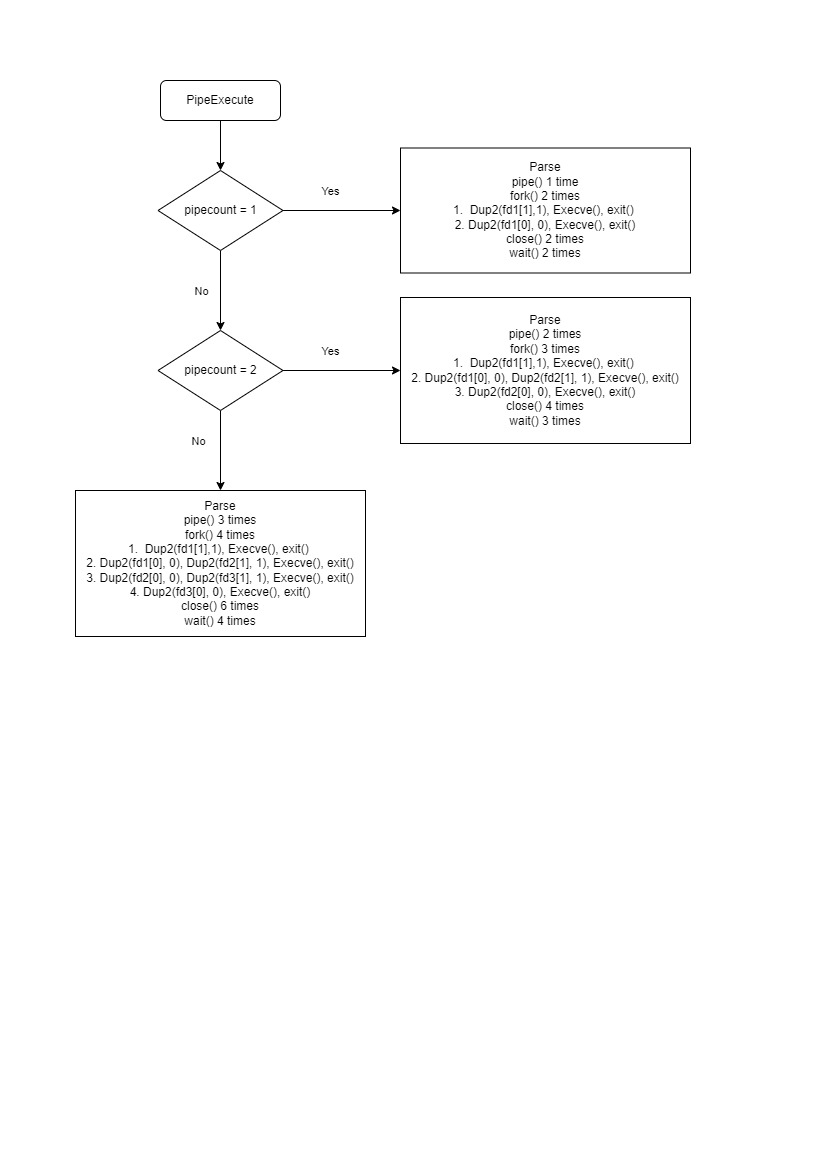 PipeExecute
pipecount = 1
Yes
Parse
pipe() 1 time
fork() 2 times
1.  Dup2(fd1[1],1), Execve(), exit()
2. Dup2(fd1[0], 0), Execve(), exit()
close() 2 times
wait() 2 times
No
pipecount = 2
Yes
Parse
pipe() 2 times
fork() 3 times
1.  Dup2(fd1[1],1), Execve(), exit()
2. Dup2(fd1[0], 0), Dup2(fd2[1], 1), Execve(), exit()
3. Dup2(fd2[0], 0), Execve(), exit()
close() 4 times
wait() 3 times
No
Parse
pipe() 3 times
fork() 4 times
1.  Dup2(fd1[1],1), Execve(), exit()
2. Dup2(fd1[0], 0), Dup2(fd2[1], 1), Execve(), exit()
3. Dup2(fd2[0], 0), Dup2(fd3[1], 1), Execve(), exit()
4. Dup2(fd3[0], 0), Execve(), exit()
close() 6 times
wait() 4 times